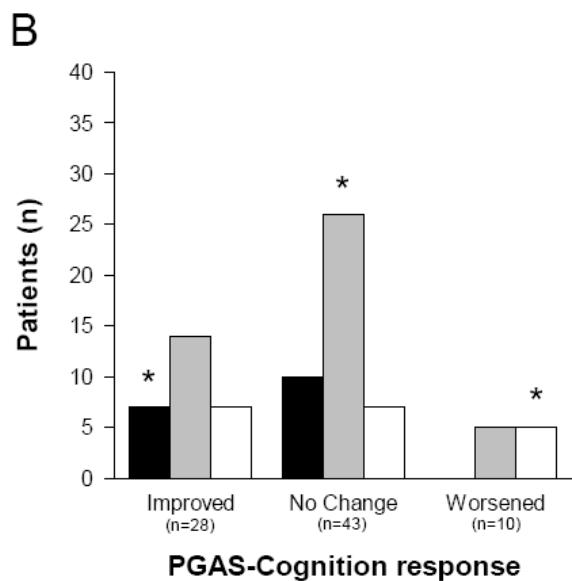 B
Patients (n)
40
35
30
25
20
15
10
5
0
*
*
*
Improved
(n=28)
No Change
(n=43)
Worsened
(n=10)
PGAS-Cognition response